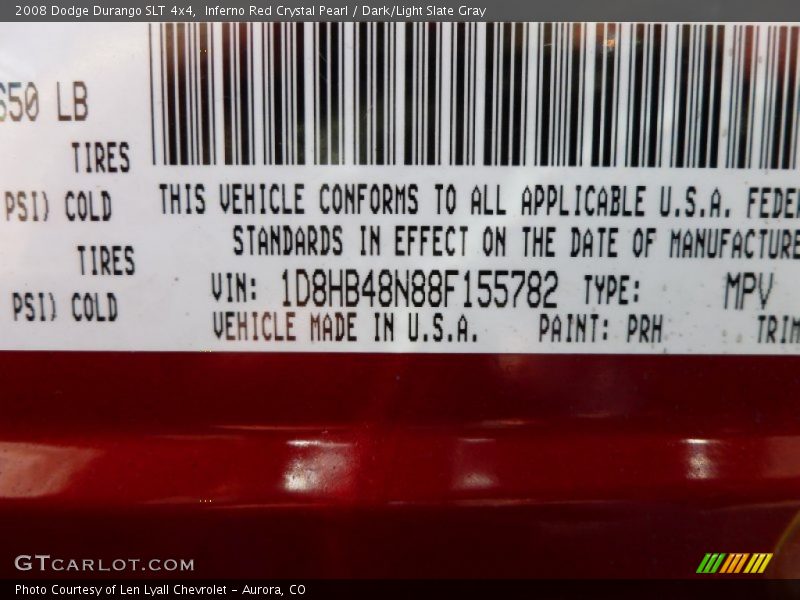 2008 Dodge Durango SLT 4x4, Inferno Red Crystal Pearl / Dark/Light Slate Gray
650 LB
TIRES
PSI) COLD
THIS VEHICLE CONFORMS TO ALL APPLICABLE U.S.A. FEDE
STANDARDS IN EFFECT ON THE DATE OF MANUFACTURE
TIRES
VIN: 1D8HB48N88F155782 TYPE: MPV
PSI) COLD
VEHICLE MADE IN U.S.A. PAINT: PRH TRIM
GTCARLOT.COM
Photo Courtesy of Len Lyall Chevrolet - Aurora, CO